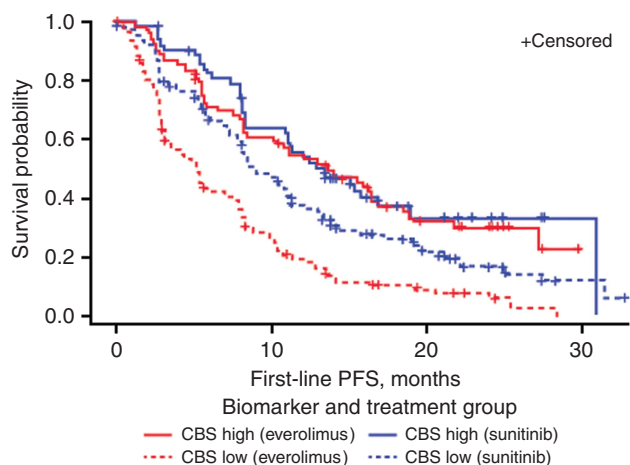 +Censored
Survival probability
1.0
0.8
0.6
0.4
0.2
0.0
0 10 20 30
First-line PFS, months
Biomarker and treatment group
CBS high (everolimus) CBS high (sunitinib)
CBS low (everolimus) CBS low (sunitinib)